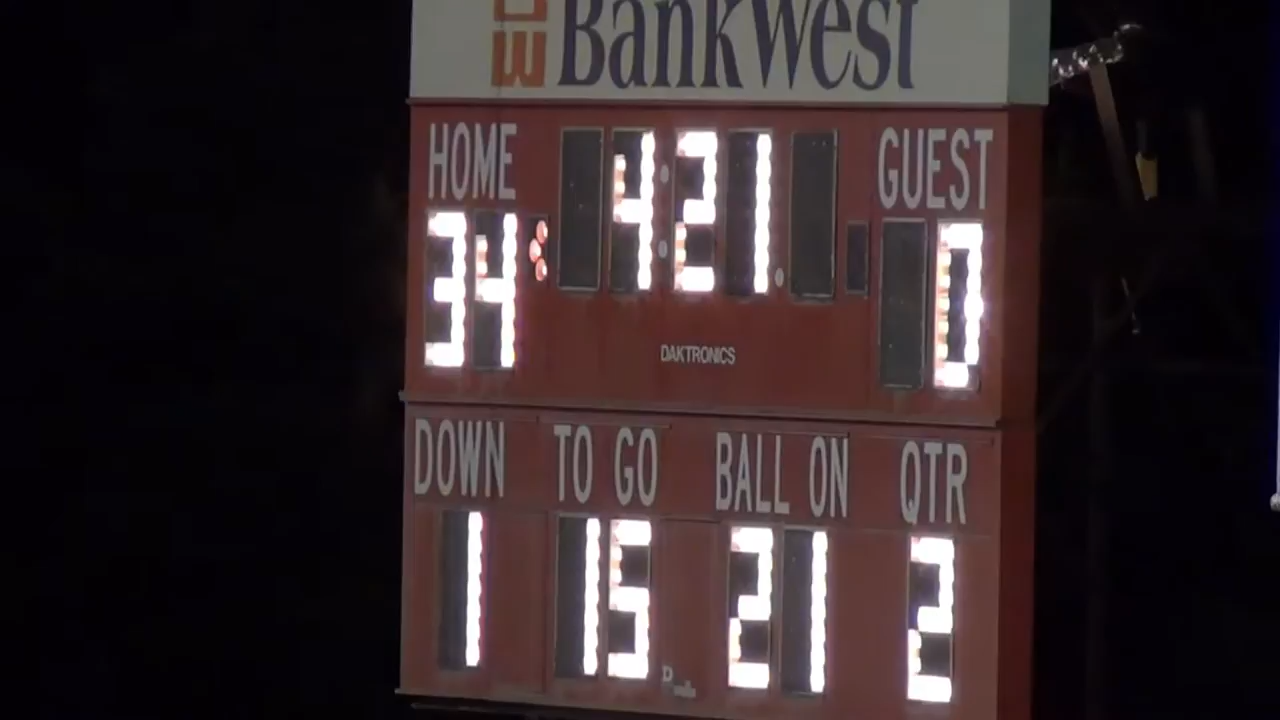 BankWest
HOME 4:21 GUEST
34 0
DAKTRONICS
DOWN TO GO BALL ON QTR
1 15 21 2